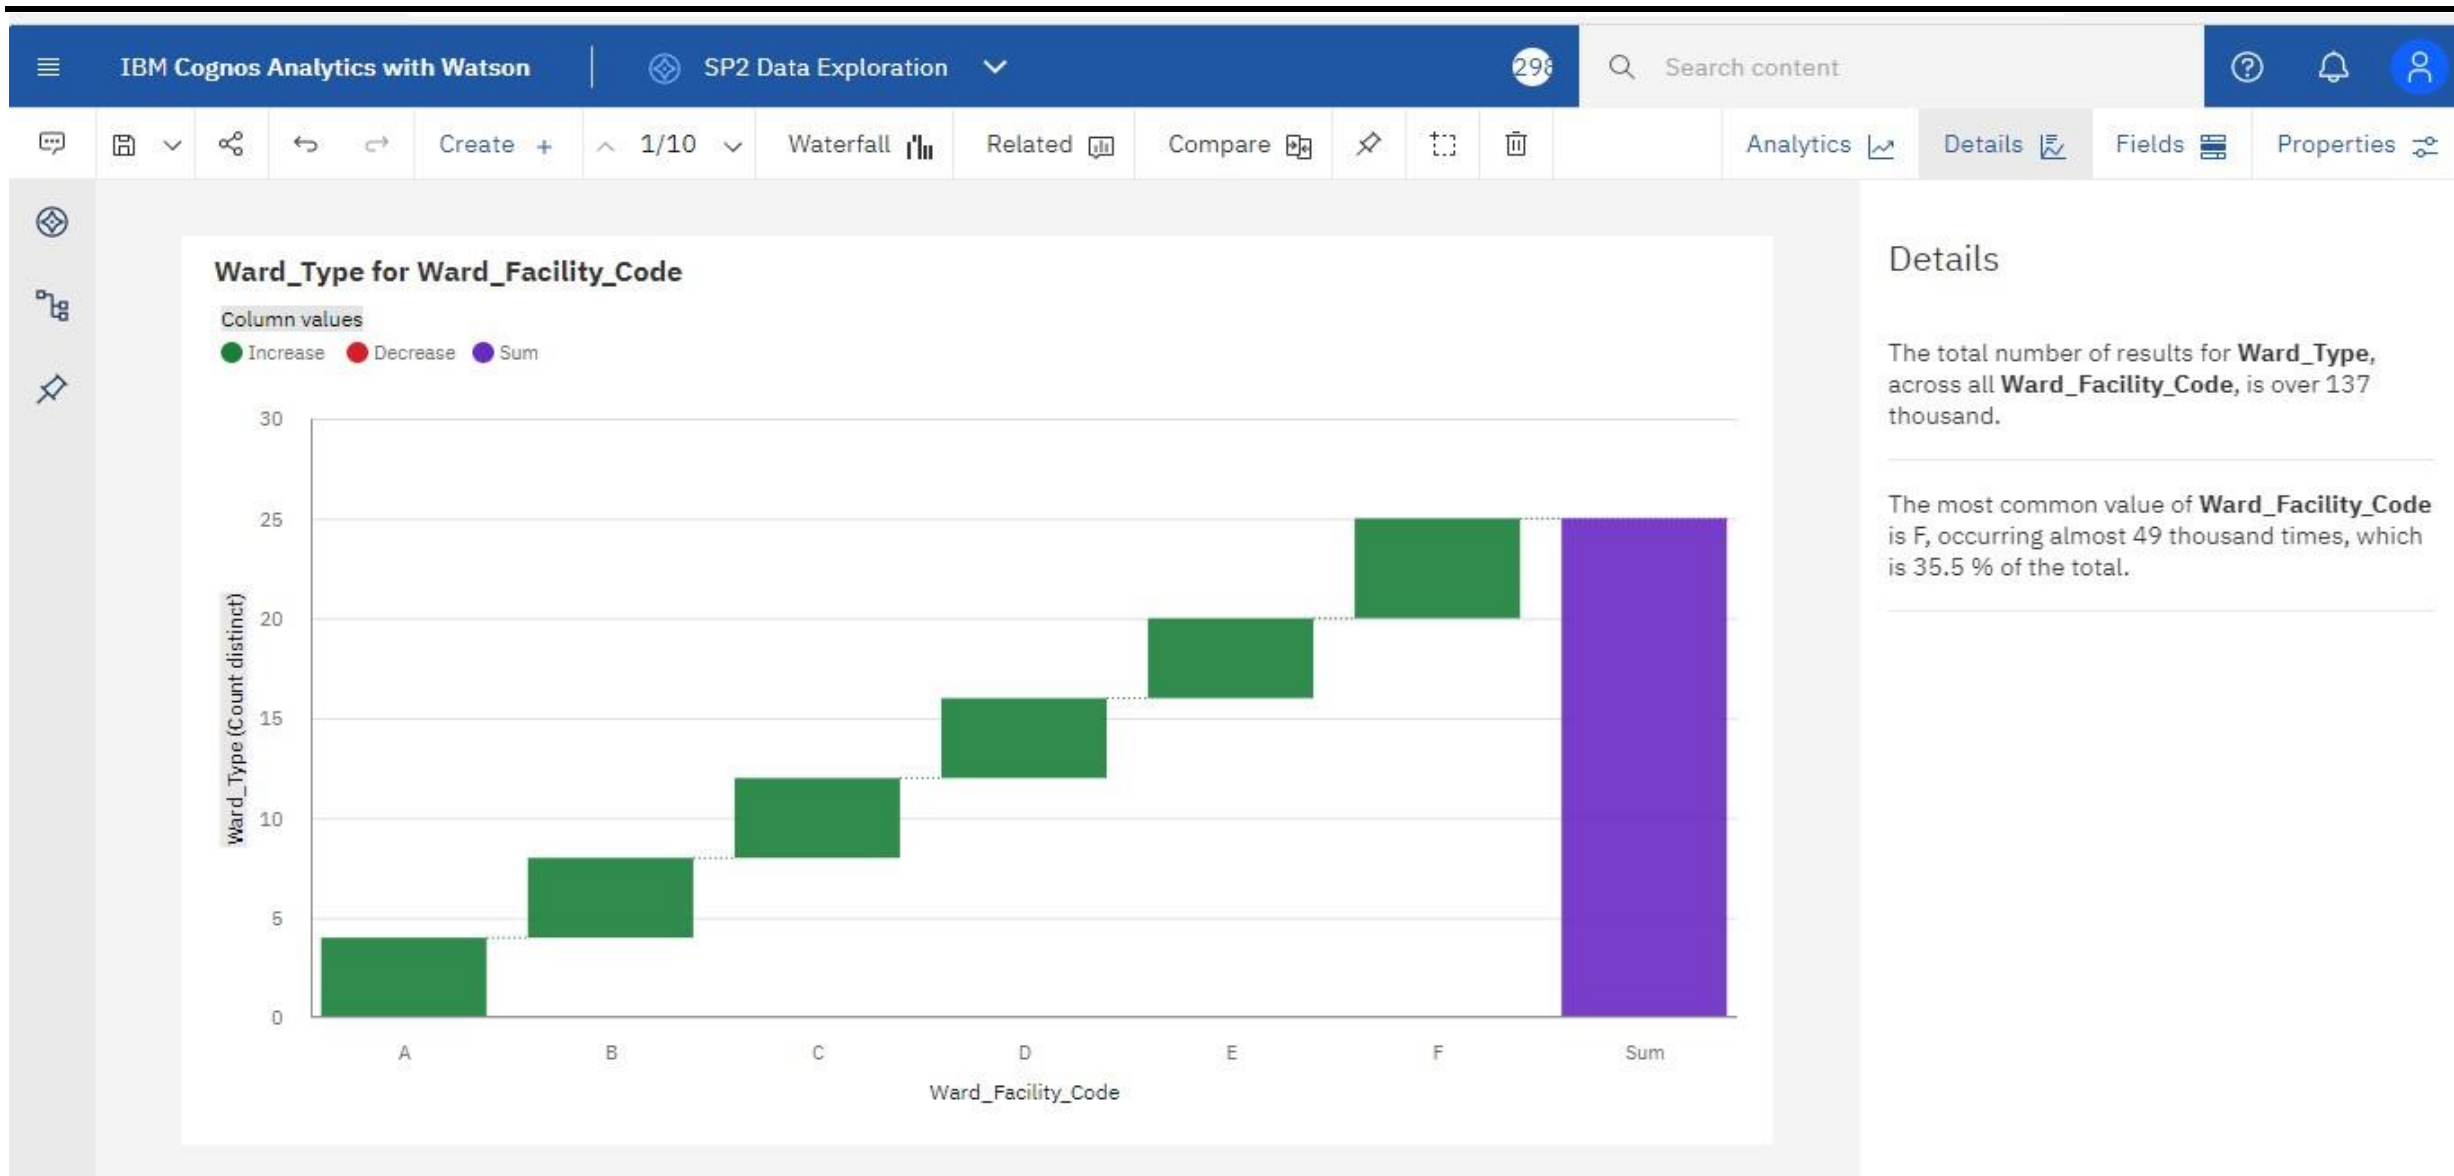 IBM Cognos Analytics with Watson
SP2 Data Exploration
298
Search content
Create +
1/10
Waterfall
Related
Compare
Analytics
Details
Fields
Properties
Ward_Type for Ward_Facility_Code
Column values
Increase Decrease Sum
30
25
20
15
10
5
0
Ward_Type (Count distinct)
A B C D E F Sum
Ward_Facility_Code
Details
The total number of results for Ward_Type,
across all Ward_Facility_Code, is over 137
thousand.
The most common value of Ward_Facility_Code
is F, occurring almost 49 thousand times, which
is 35.5 % of the total.